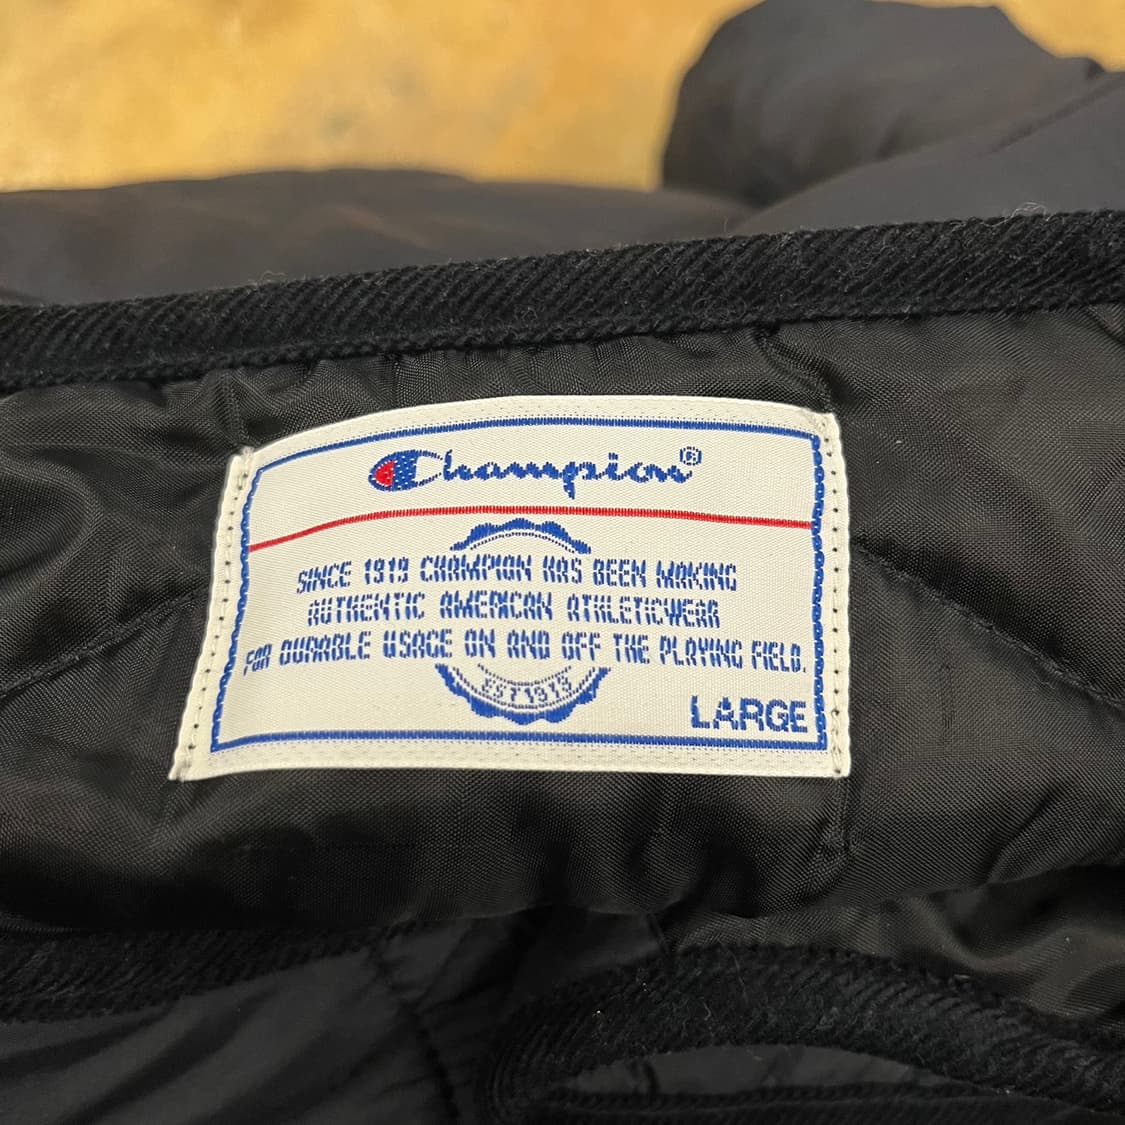 Champion®
SINCE 1919 CHAMPION HAS BEEN MAKING
AUTHENTIC AMERICAN ATHLETICWEAR
FOR DURABLE USAGE ON AND OFF THE PLAYING FIELD.
EST 1919
LARGE